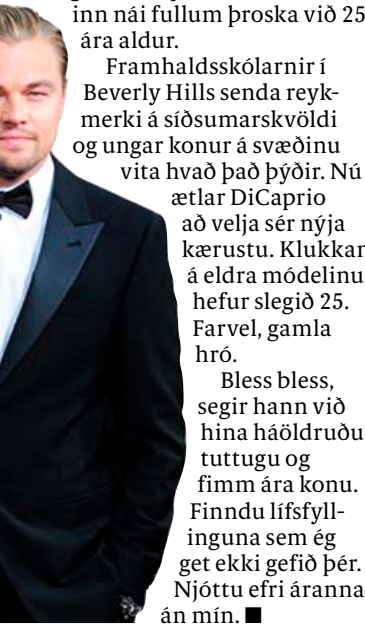 inn nái fullum þroska við 25
ára aldur.
Framhaldsskólarnir í
Beverly Hills senda reyk-
merki á síðsumarskvöldi
og ungar konur á svæðinu
vita hvað það þýðir. Nú
ætlar DiCaprio
að velja sér nýja
kærustu. Klukkan
á eldra módelinu
hefur slegið 25.
Farvel, gamla
hró.
Bless bless,
segir hann við
hina háöldruðu
tuttugu og
fimm ára konu.
Finndu lífsfyll-
inguna sem ég
get ekki gefið þér.
Njóttu efri áranna
án mín. ■